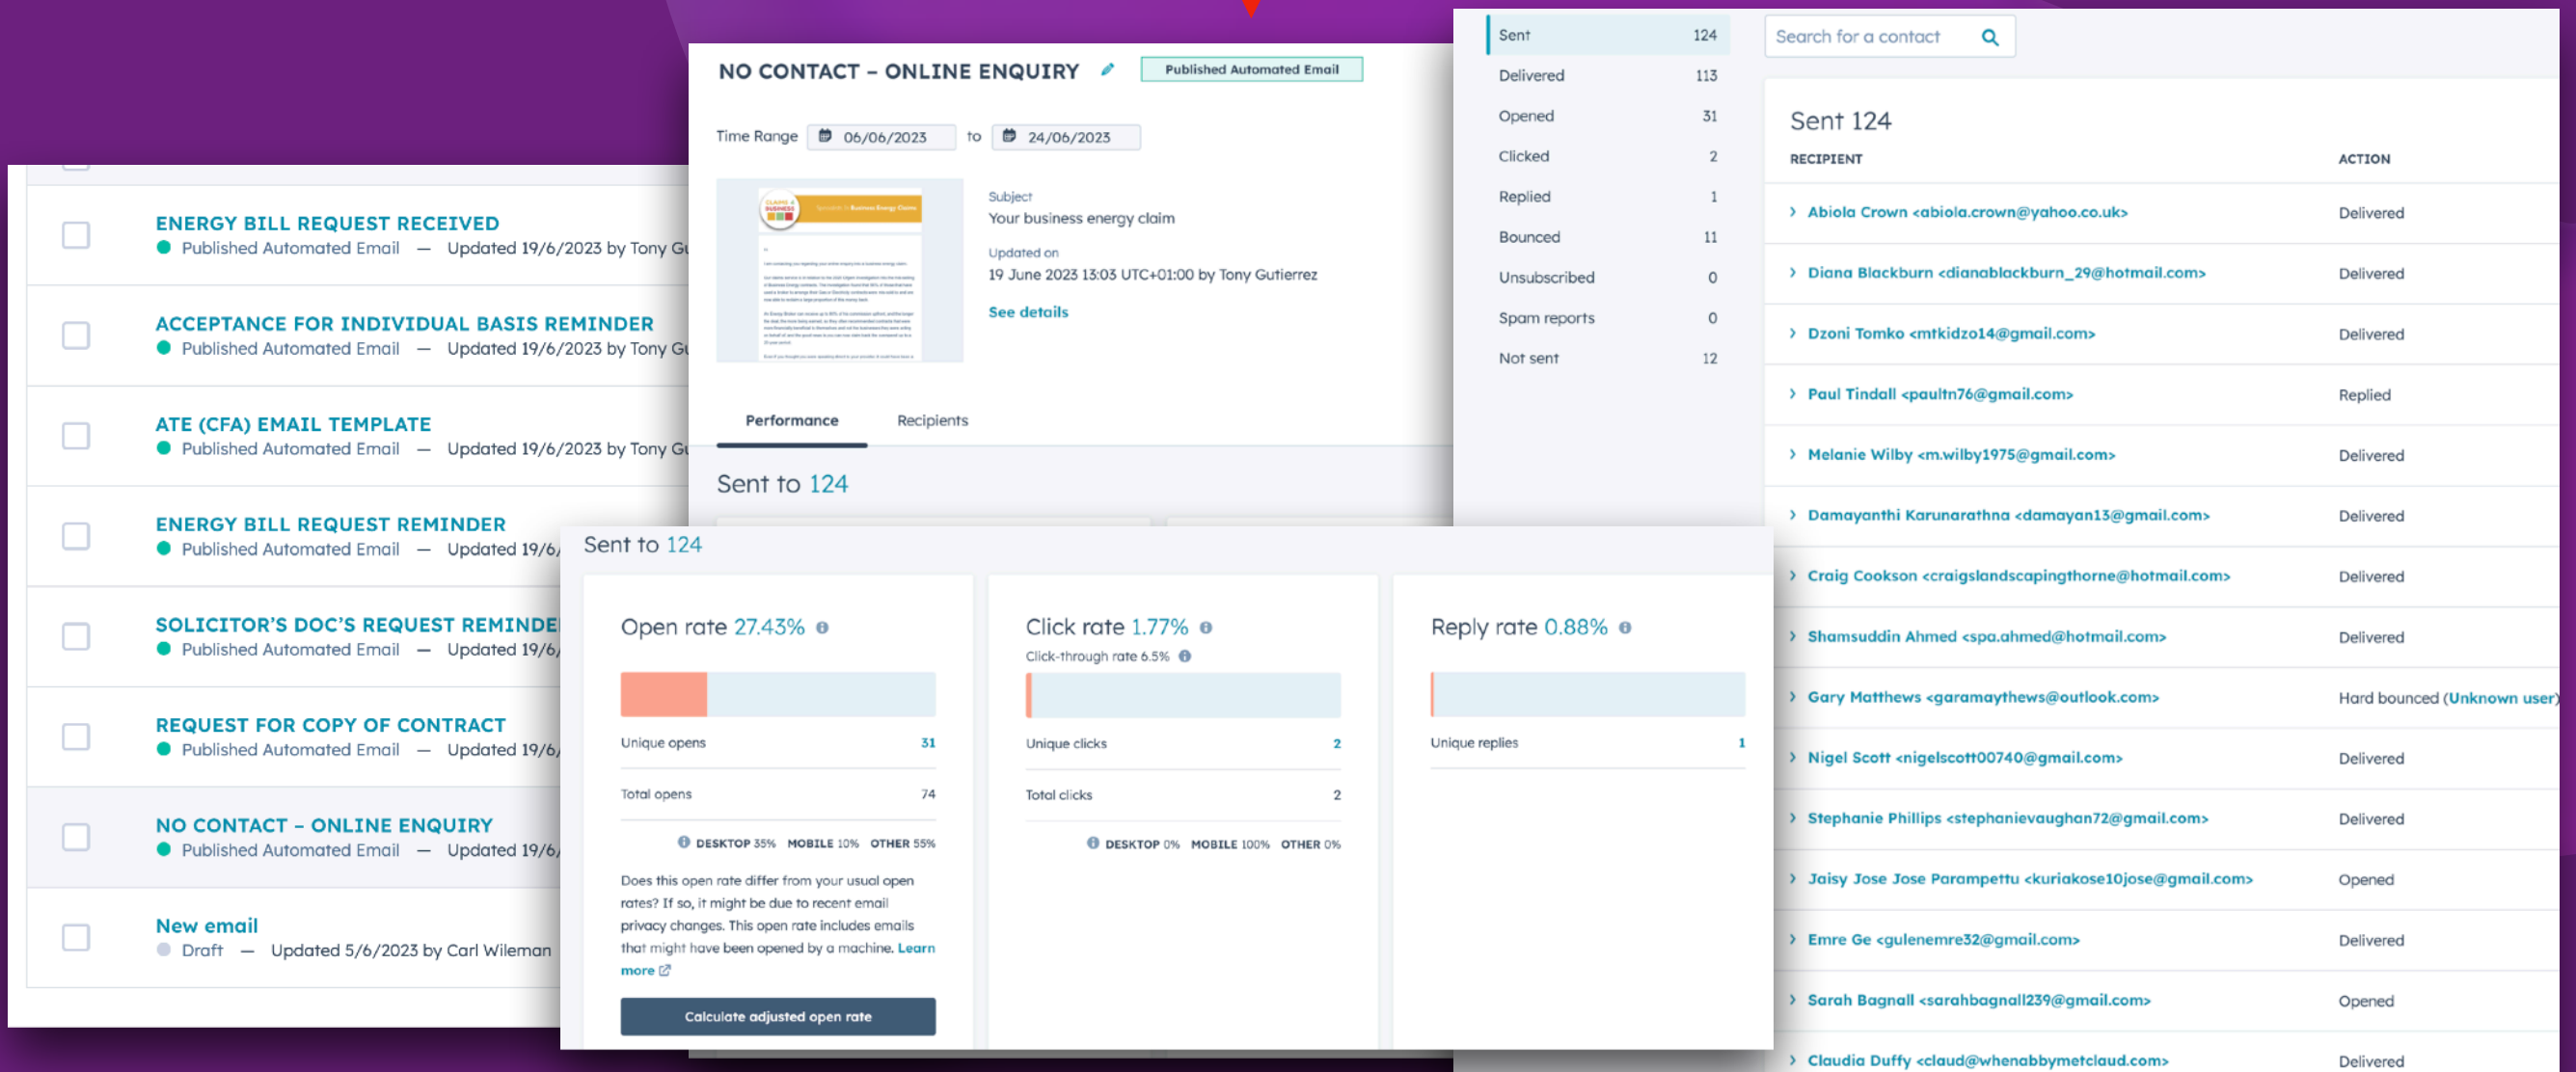 ENERGY BILL REQUEST RECEIVED
Published Automated Email — Updated 19/6/2023 by Tony
ACCEPTANCE FOR INDIVIDUAL BASIS REMINDER
Published Automated Email — Updated 19/6/2023 by Tony
ATE (CFA) EMAIL TEMPLATE
Published Automated Email — Updated 19/6/2023 by Tony
ENERGY BILL REQUEST REMINDER
Published Automated Email — Updated 19/6/
SOLICITOR'S DOC'S REQUEST REMINDE
Published Automated Email — Updated 19/6/
REQUEST FOR COPY OF CONTRACT
Published Automated Email — Updated 19/6/
NO CONTACT – ONLINE ENQUIRY
Published Automated Email — Updated 19/6/
New email
Draft — Updated 5/6/2023 by Carl Wileman
NO CONTACT – ONLINE ENQUIRY
Published Automated Email
Time Range 06/06/2023 to 24/06/2023
CLAIMS 4
BUSINESS
Specialists in Business Energy Claims
Subject
Your business energy claim
Updated on
19 June 2023 13:03 UTC+01:00 by Tony Gutierrez
See details
Performance Recipients
Sent to 124
Sent to 124
Open rate 27.43%
Unique opens 31
Total opens 74
DESKTOP 35% MOBILE 10% OTHER 55%
Does this open rate differ from your usual open
rates? If so, it might be due to recent email
privacy changes. This open rate includes emails
that might have been opened by a machine. Learn
more
Calculate adjusted open rate
Click rate 1.77%
Click-through rate 6.5%
Unique clicks 2
Total clicks 2
DESKTOP 0% MOBILE 100% OTHER 0%
Reply rate 0.88%
Unique replies 1
Sent 124
Delivered 113
Opened 31
Clicked 2
Replied 1
Bounced 11
Unsubscribed 0
Spam reports 0
Not sent 12
Search for a contact
Sent 124
RECIPIENT ACTION
Abiola Crown <abiola.crown@yahoo.co.uk> Delivered
Diana Blackburn <dianablackburn_29@hotmail.com> Delivered
Dzoni Tomko <mtkidzo14@gmail.com> Delivered
Paul Tindall <paultn76@gmail.com> Replied
Melanie Wilby <m.wilby1975@gmail.com> Delivered
Damayanthi Karunarathna <damayan13@gmail.com> Delivered
Craig Cookson <craigslandscapingthorne@hotmail.com> Delivered
Shamsuddin Ahmed <spa.ahmed@hotmail.com> Delivered
Gary Matthews <garamaythews@outlook.com> Hard bounced (Unknown user)
Nigel Scott <nigelscott00740@gmail.com> Delivered
Stephanie Phillips <stephanievaughan72@gmail.com> Delivered
Jaisy Jose Jose Parampettu <kuriakose10jose@gmail.com> Opened
Emre Ge <gulenemre32@gmail.com> Delivered
Sarah Bagnall <sarahbagnall239@gmail.com> Opened
Claudia Duffy <claud@whenabbymetclaud.com> Delivered